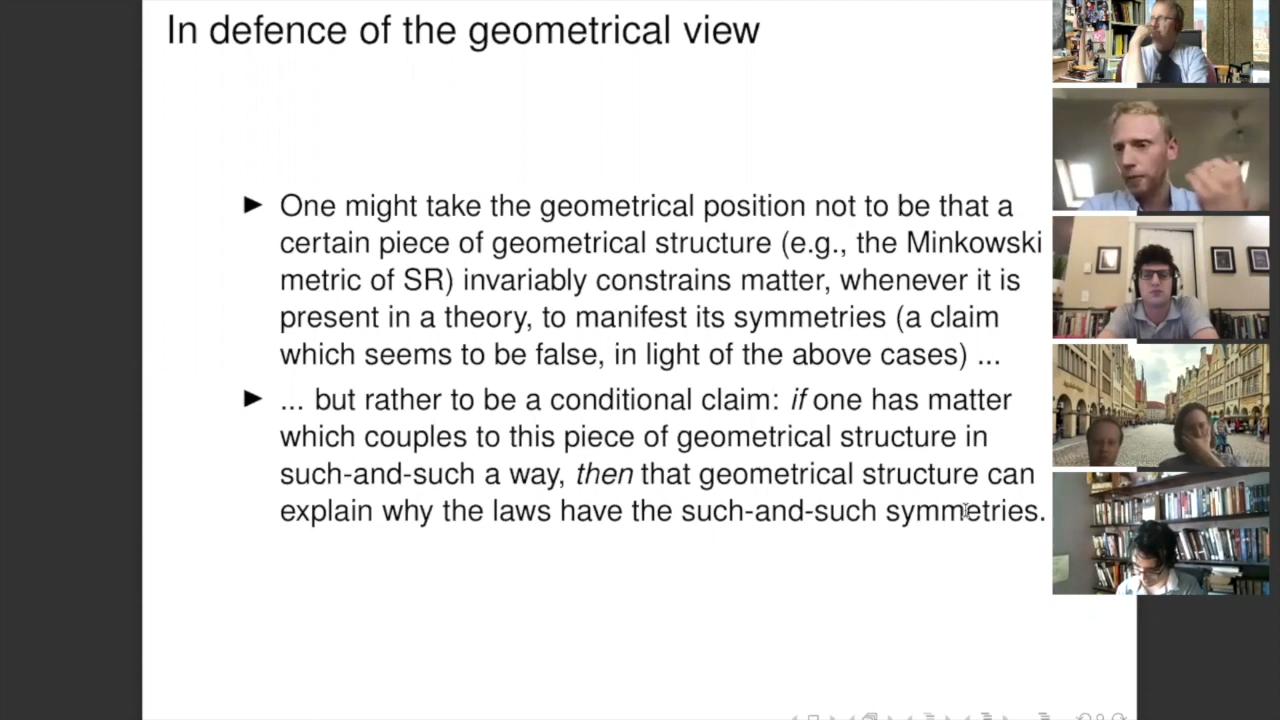 In defence of the geometrical view
► One might take the geometrical position not to be that a
certain piece of geometrical structure (e.g., the Minkowski
metric of SR) invariably constrains matter, whenever it is
present in a theory, to manifest its symmetries (a claim
which seems to be false, in light of the above cases) ...
► ... but rather to be a conditional claim: if one has matter
which couples to this piece of geometrical structure in
such-and-such a way, then that geometrical structure can
explain why the laws have the such-and-such symmetries.